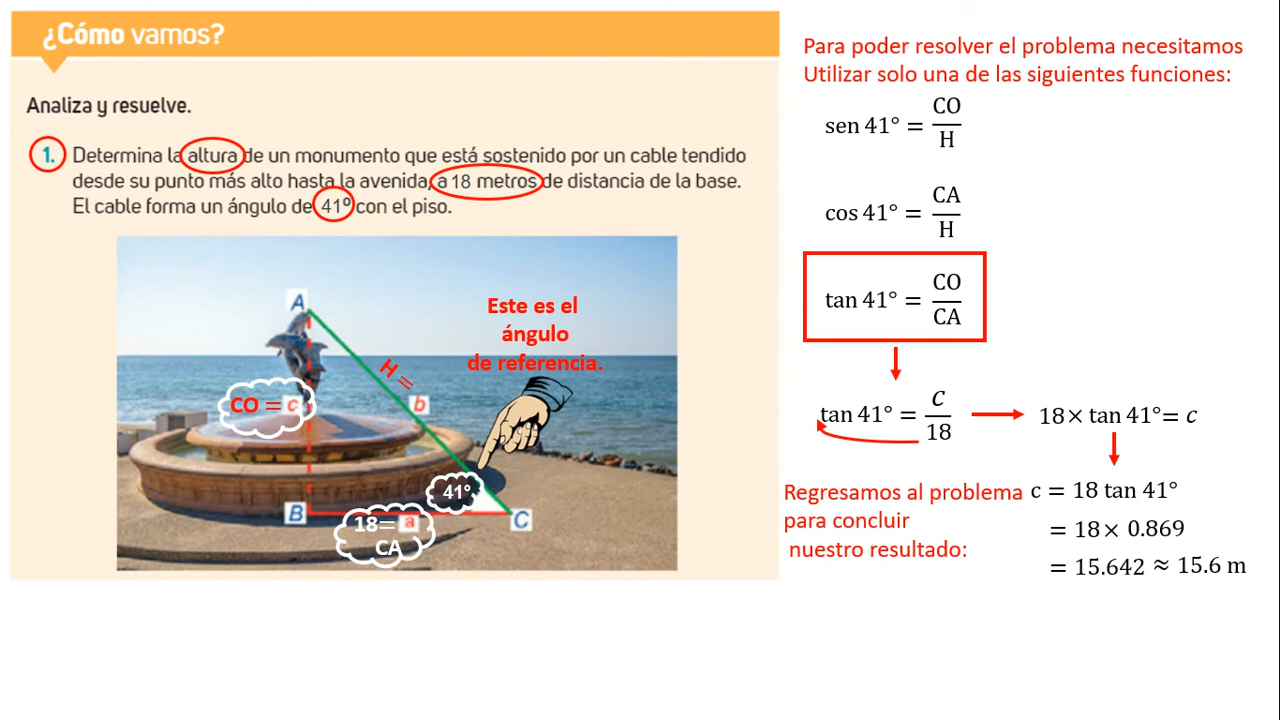 ¿Cómo vamos?
Analiza y resuelve.
1. Determina la altura de un monumento que está sostenido por un cable tendido
desde su punto más alto hasta la avenida, a 18 metros de distancia de la base.
El cable forma un ángulo de 41° con el piso.
A
Este es el
ángulo
de referencia.
H =
b
CO = c
41°
B
18= a
CA
C
Para poder resolver el problema necesitamos
Utilizar solo una de las siguientes funciones:
sen 41° = CO/H
cos 41° = CA/H
tan 41° = CO/CA
tan 41° = c/18
18× tan 41°= c
Regresamos al problema
para concluir
nuestro resultado:
c = 18 tan 41°
= 18× 0.869
= 15.642 ≈ 15.6 m